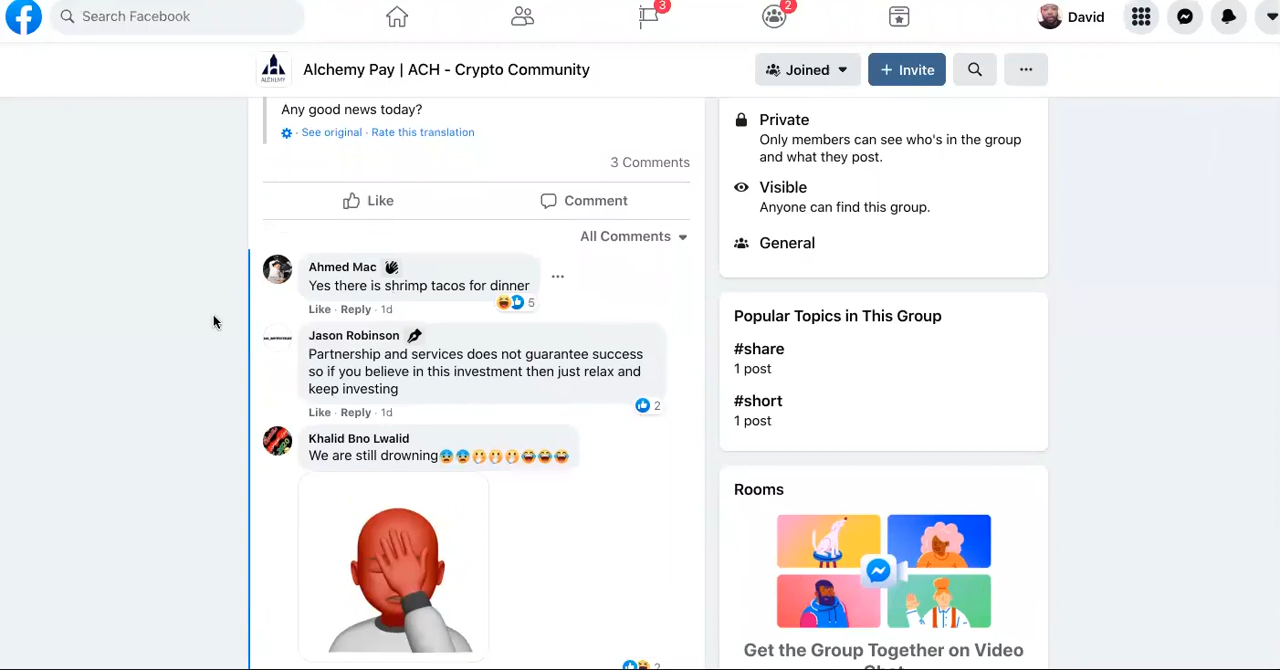 Search Facebook
3
2
David
ALCHEMY
Alchemy Pay | ACH - Crypto Community
Joined
+ Invite
Any good news today?
· See original · Rate this translation
3 Comments
Like
Comment
All Comments
Ahmed Mac
Yes there is shrimp tacos for dinner
5
Like · Reply · 1d
Jason Robinson
Partnership and services does not guarantee success
so if you believe in this investment then just relax and
keep investing
2
Like · Reply · 1d
Khalid Bno Lwalid
We are still drowning😰😰🤭🤭🤭😂😂😂
2
Private
Only members can see who's in the group
and what they post.
Visible
Anyone can find this group.
General
Popular Topics in This Group
#share
1 post
#short
1 post
Rooms
Get the Group Together on Video
Chat